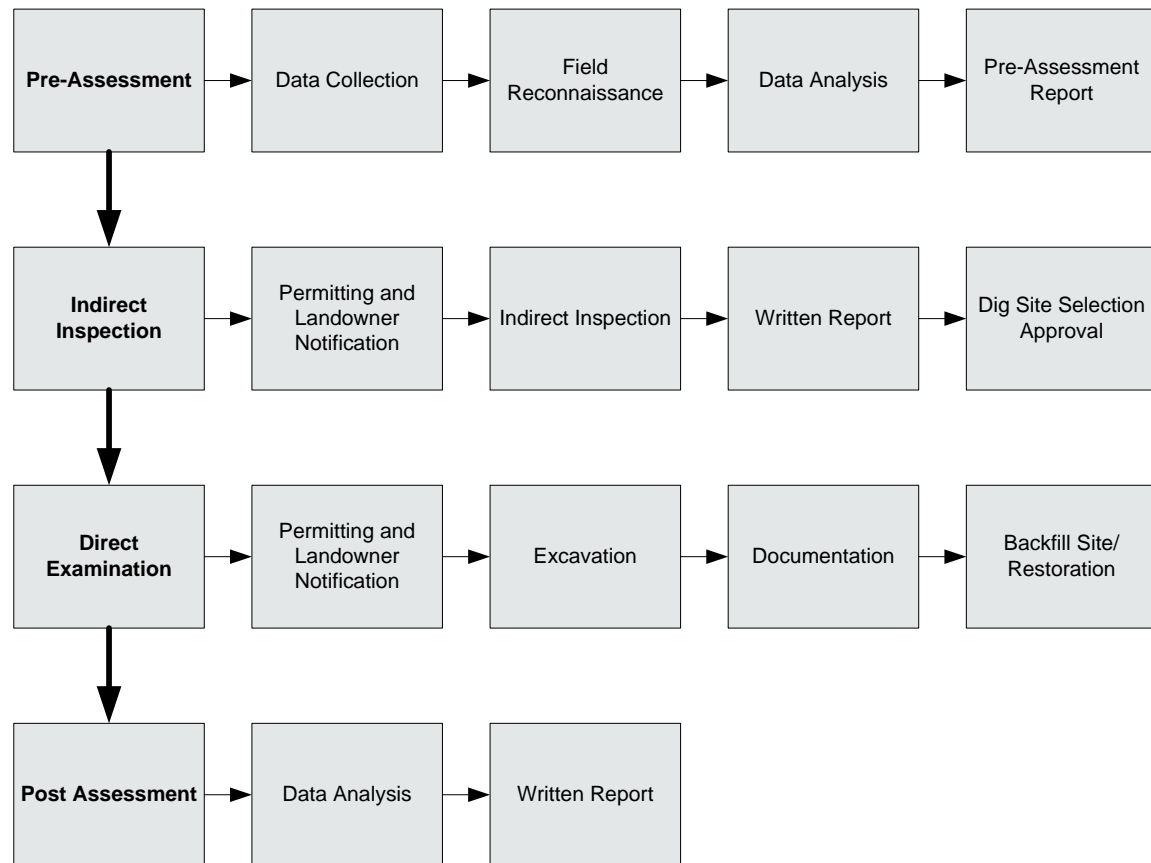 Pre-Assessment
Data Collection
Field
Reconnaissance
Data Analysis
Pre-Assessment
Report
Indirect
Inspection
Permitting and
Landowner
Notification
Indirect Inspection
Written Report
Dig Site Selection
Approval
Direct
Examination
Permitting and
Landowner
Notification
Excavation
Documentation
Backfill Site/
Restoration
Post Assessment
Data Analysis
Written Report